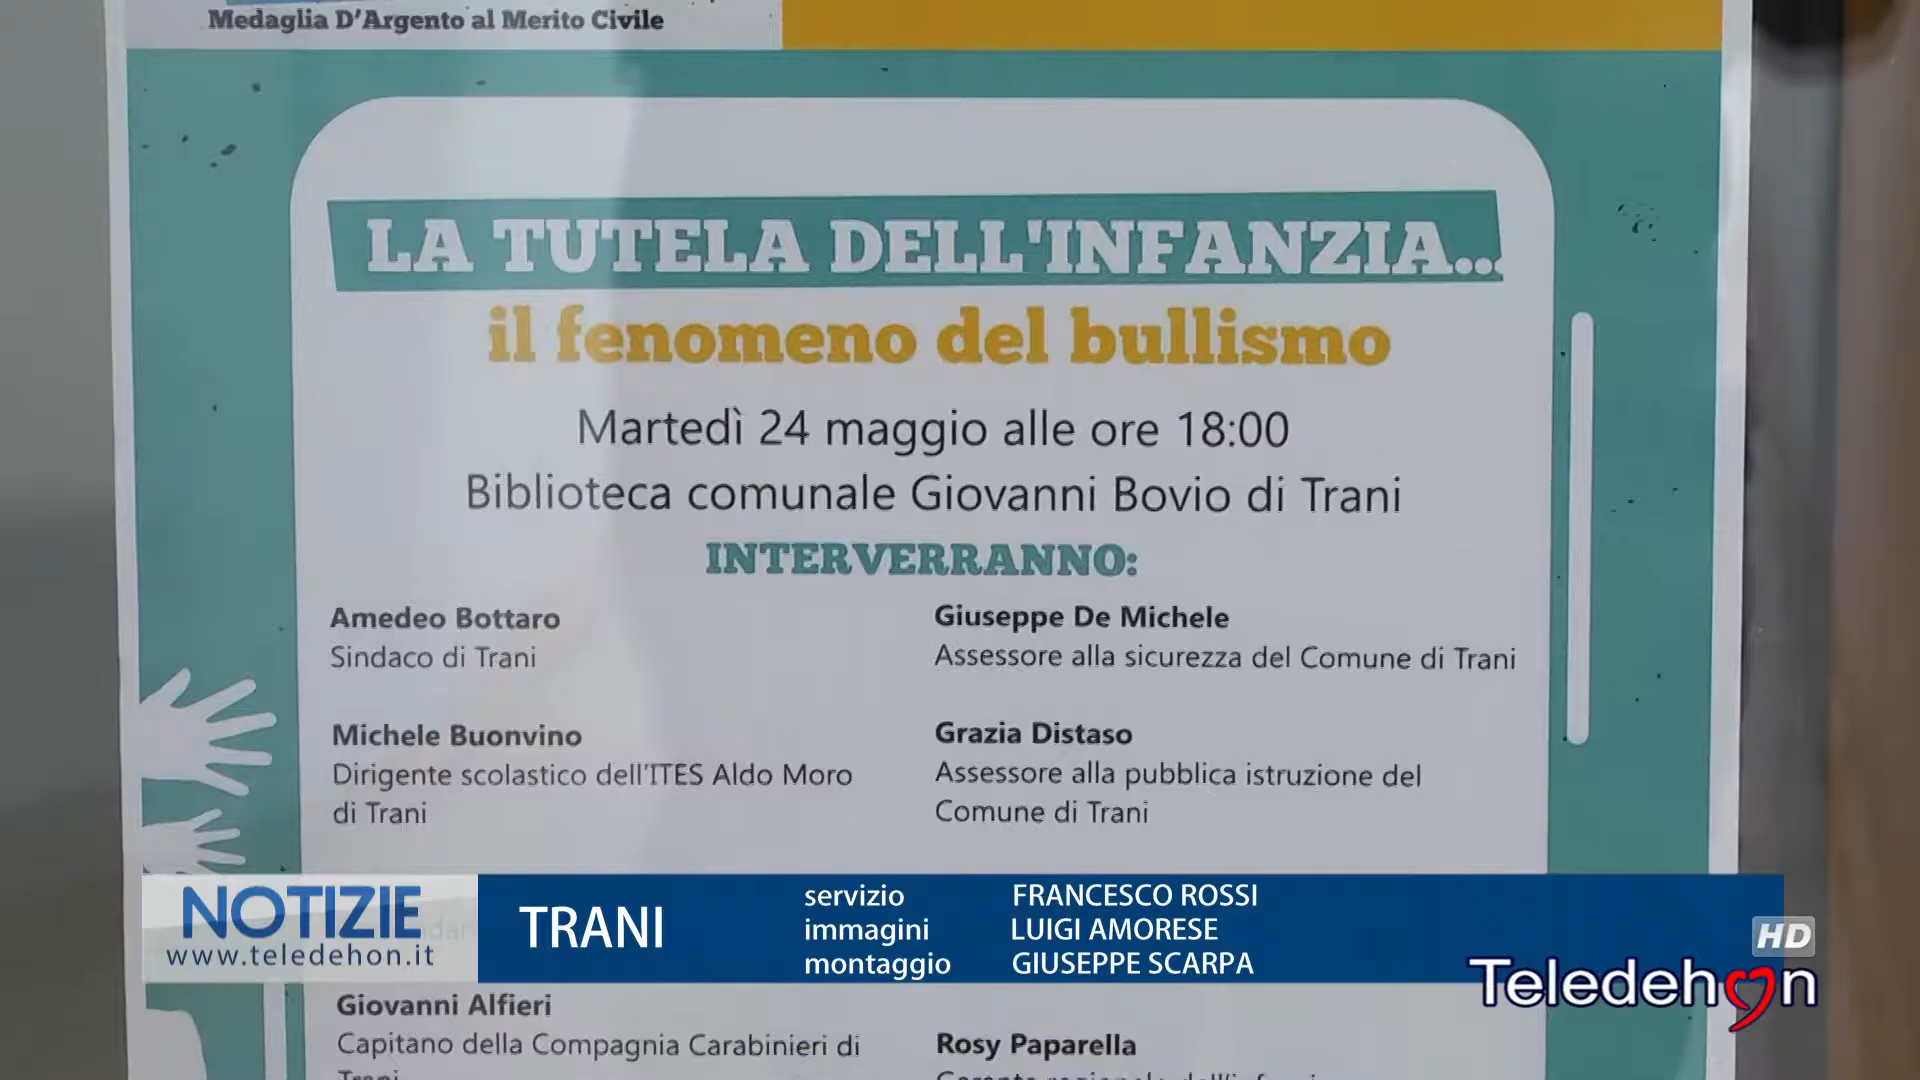 Medaglia D'Argento al Merito Civile
LA TUTELA DELL'INFANZIA...
il fenomeno del bullismo
Martedì 24 maggio alle ore 18:00
Biblioteca comunale Giovanni Bovio di Trani
INTERVERRANNO:
Amedeo Bottaro
Sindaco di Trani
Giuseppe De Michele
Assessore alla sicurezza del Comune di Trani
Michele Buonvino
Dirigente scolastico dell'ITES Aldo Moro
di Trani
Grazia Distaso
Assessore alla pubblica istruzione del
Comune di Trani
NOTIZIE
www.teledehon.it
TRANI
servizio FRANCESCO ROSSI
immagini LUIGI AMORESE
montaggio GIUSEPPE SCARPA
HD
Teledehon
Giovanni Alfieri
Capitano della Compagnia Carabinieri di
Trani
Rosy Paparella